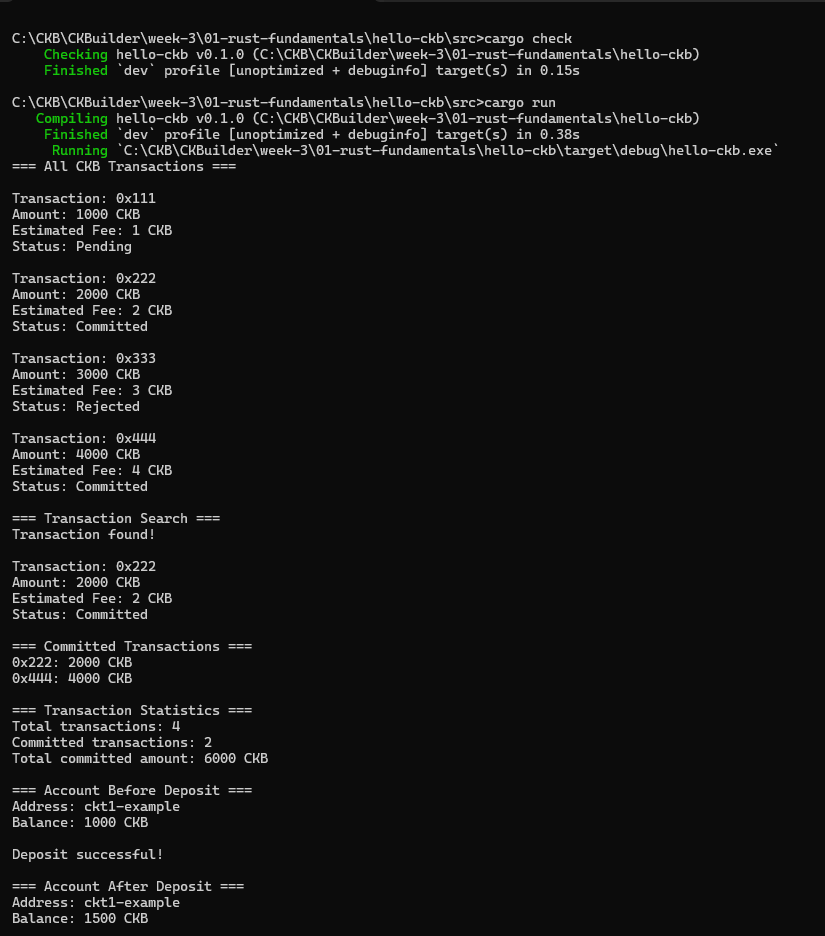 C:\CKB\CKBuilder\week-3\01-rust-fundamentals\hello-ckb\src>cargo check
    Checking hello-ckb v0.1.0 (C:\CKB\CKBuilder\week-3\01-rust-fundamentals\hello-ckb)
    Finished `dev` profile [unoptimized + debuginfo] target(s) in 0.15s

C:\CKB\CKBuilder\week-3\01-rust-fundamentals\hello-ckb\src>cargo run
   Compiling hello-ckb v0.1.0 (C:\CKB\CKBuilder\week-3\01-rust-fundamentals\hello-ckb)
    Finished `dev` profile [unoptimized + debuginfo] target(s) in 0.38s
     Running `C:\CKB\CKBuilder\week-3\01-rust-fundamentals\hello-ckb\target\debug\hello-ckb.exe`
=== All CKB Transactions ===

Transaction: 0x111
Amount: 1000 CKB
Estimated Fee: 1 CKB
Status: Pending

Transaction: 0x222
Amount: 2000 CKB
Estimated Fee: 2 CKB
Status: Committed

Transaction: 0x333
Amount: 3000 CKB
Estimated Fee: 3 CKB
Status: Rejected

Transaction: 0x444
Amount: 4000 CKB
Estimated Fee: 4 CKB
Status: Committed

=== Transaction Search ===
Transaction found!

Transaction: 0x222
Amount: 2000 CKB
Estimated Fee: 2 CKB
Status: Committed

=== Committed Transactions ===
0x222: 2000 CKB
0x444: 4000 CKB

=== Transaction Statistics ===
Total transactions: 4
Committed transactions: 2
Total committed amount: 6000 CKB

=== Account Before Deposit ===
Address: ckt1-example
Balance: 1000 CKB

Deposit successful!

=== Account After Deposit ===
Address: ckt1-example
Balance: 1500 CKB